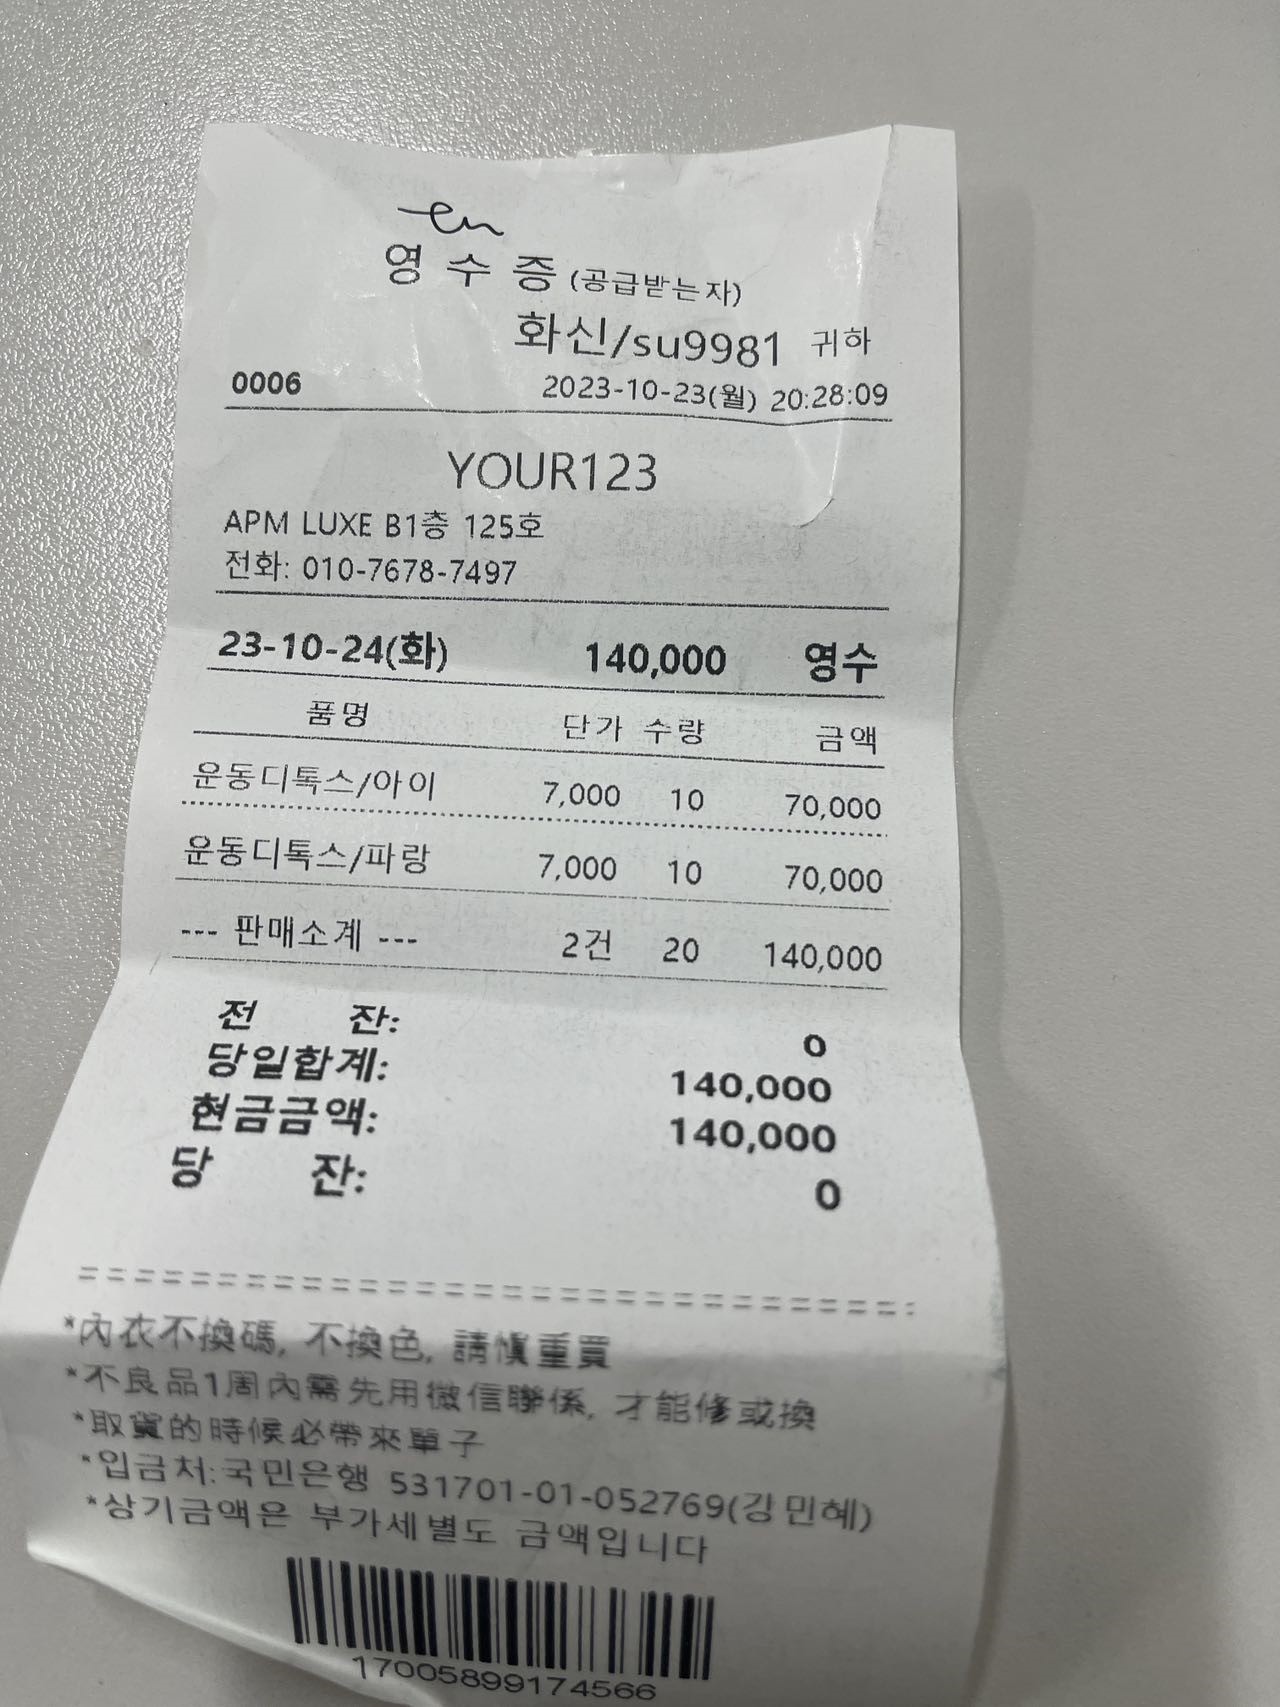 en
영 수 증 (공급받는자)
화신/su9981 귀하
0006 2023-10-23(월) 20:28:09
YOUR123
APM LUXE B1층 125호
전화: 010-7678-7497
23-10-24(화) 140,000 영수
품명 단가 수량 금액
운동디톡스/아이 7,000 10 70,000
운동디톡스/파랑 7,000 10 70,000
--- 판매소계 --- 2건 20 140,000
전 잔: 0
당일합계: 140,000
현금금액: 140,000
당 잔: 0
*內衣不換碼, 不換色, 請慎重買
*不良品1周內需先用微信聯係, 才能修或換
*取貨的時候必帶來單子
*입금처:국민은행 531701-01-052769(강민혜)
*상기금액은 부가세별도 금액입니다
17005899174566